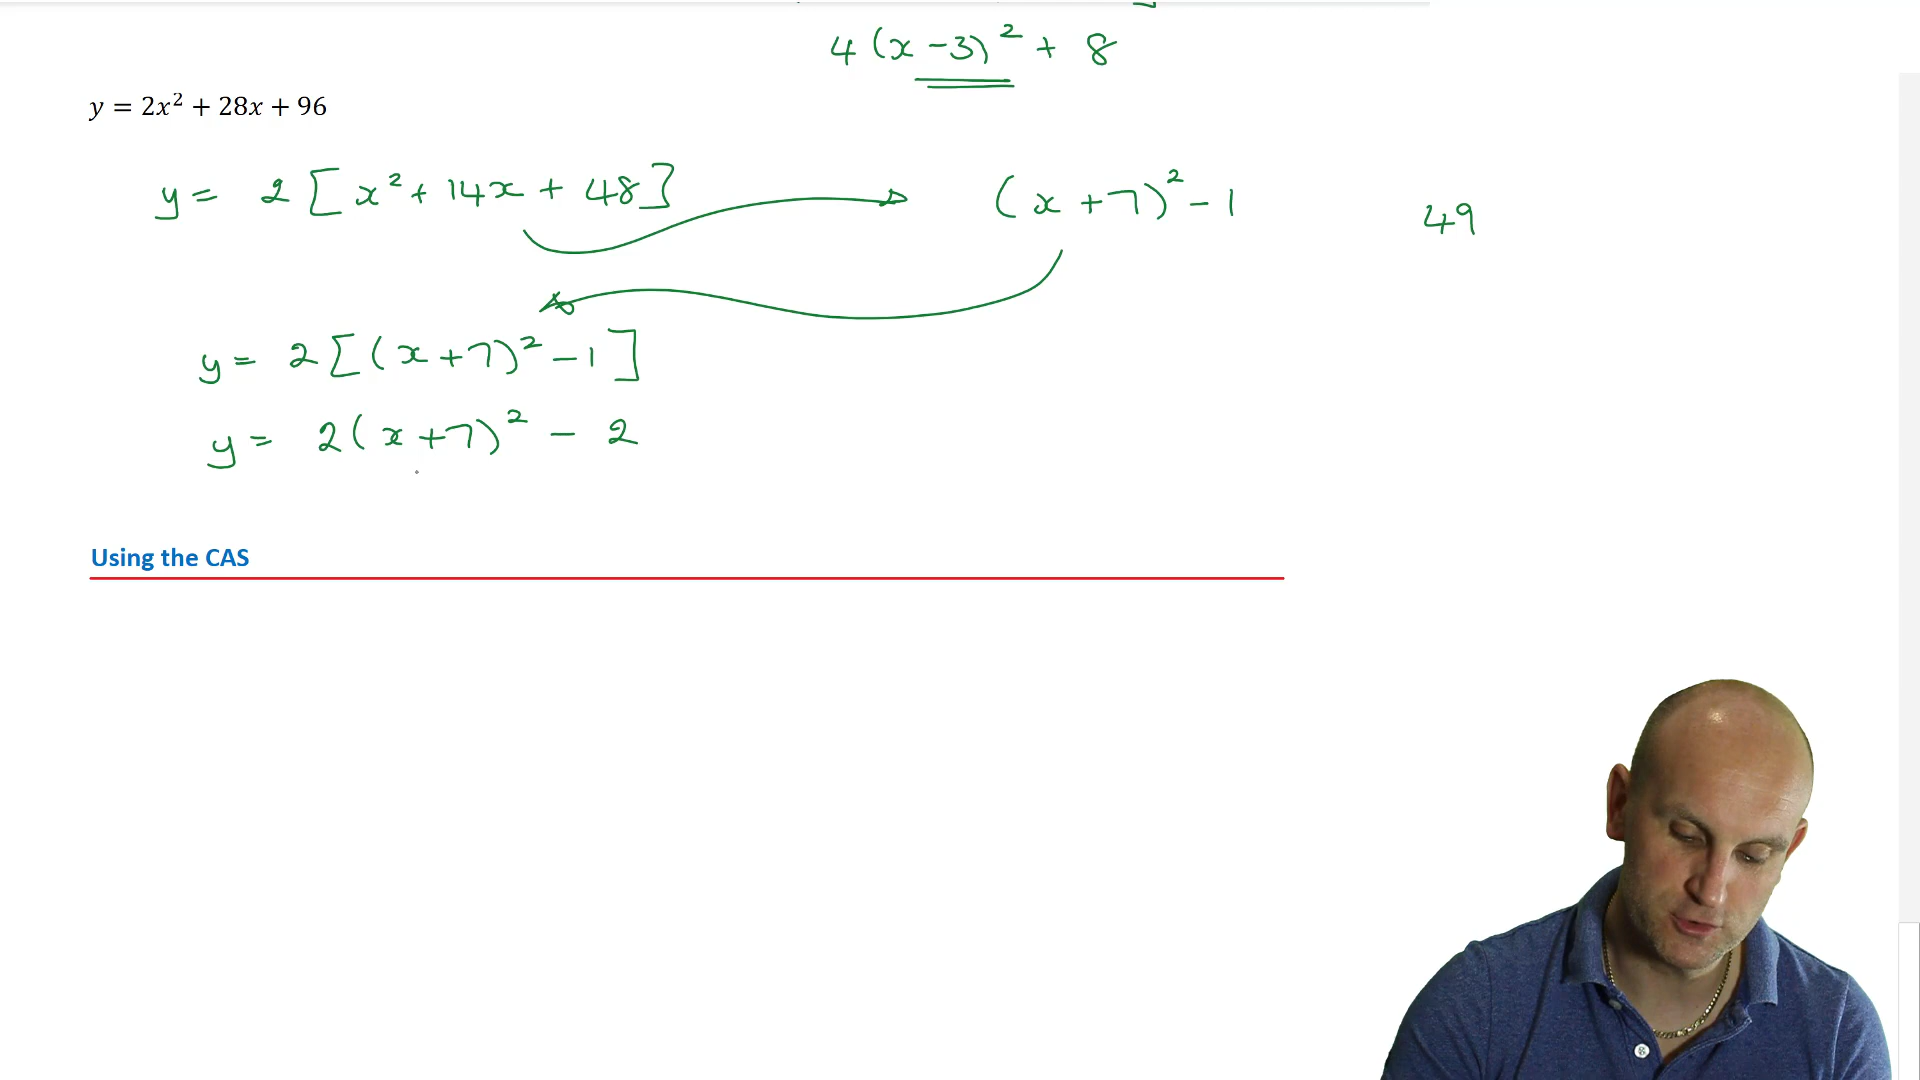 4(x-3)² + 8
y = 2x² + 28x + 96
y = 2[x² + 14x + 48] (x+7)² - 1 49
y = 2[(x+7)² - 1]
y = 2(x+7)² - 2
Using the CAS